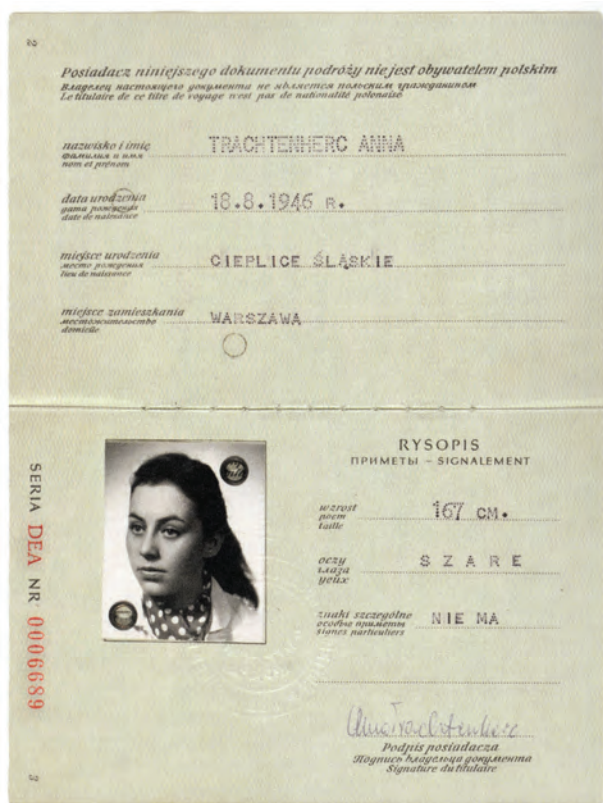 Posiadacz niniejszego dokumentu podróży nie jest obywatelem polskim
Владелец настоящего документа не является польским гражданином
Le titulaire de ce titre de voyage n'est pas de nationalité polonaise
nazwisko i imię
фамилия и имя
nom et prénom
TRACHTENHERC ANNA
data urodzenia
дата рождения
date de naissance
18.8.1946 R.
miejsce urodzenia
место рождения
lieu de naissance
CIEPLICE ŚLĄSKIE
miejsce zamieszkania
местожительство
domicile
WARSZAWA
RYSOPIS
ПРИМЕТЫ – SIGNALEMENT
wzrost
рост
taille
167 CM.
oczy
глаза
yeux
SZARE
znaki szczególne
особые приметы
signes particuliers
NIE MA
Anna Trachtenherc
Podpis posiadacza
Подпись владельца документа
Signature du titulaire
SERIA DEA NR 0006689